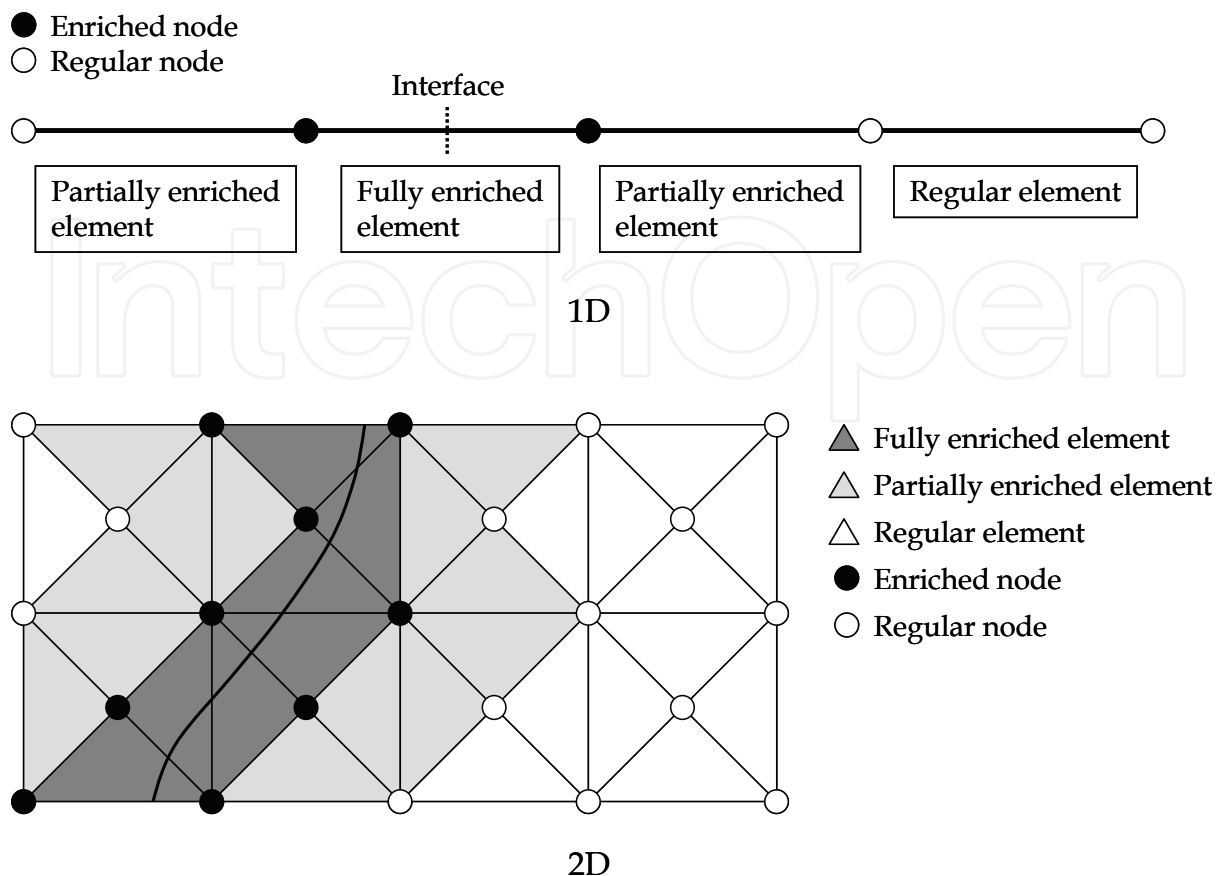 Enriched node
Regular node
Interface
Partially enriched
element
Fully enriched
element
Partially enriched
element
Regular element
IntechOpen
1D
Fully enriched element
Partially enriched element
Regular element
Enriched node
Regular node
2D